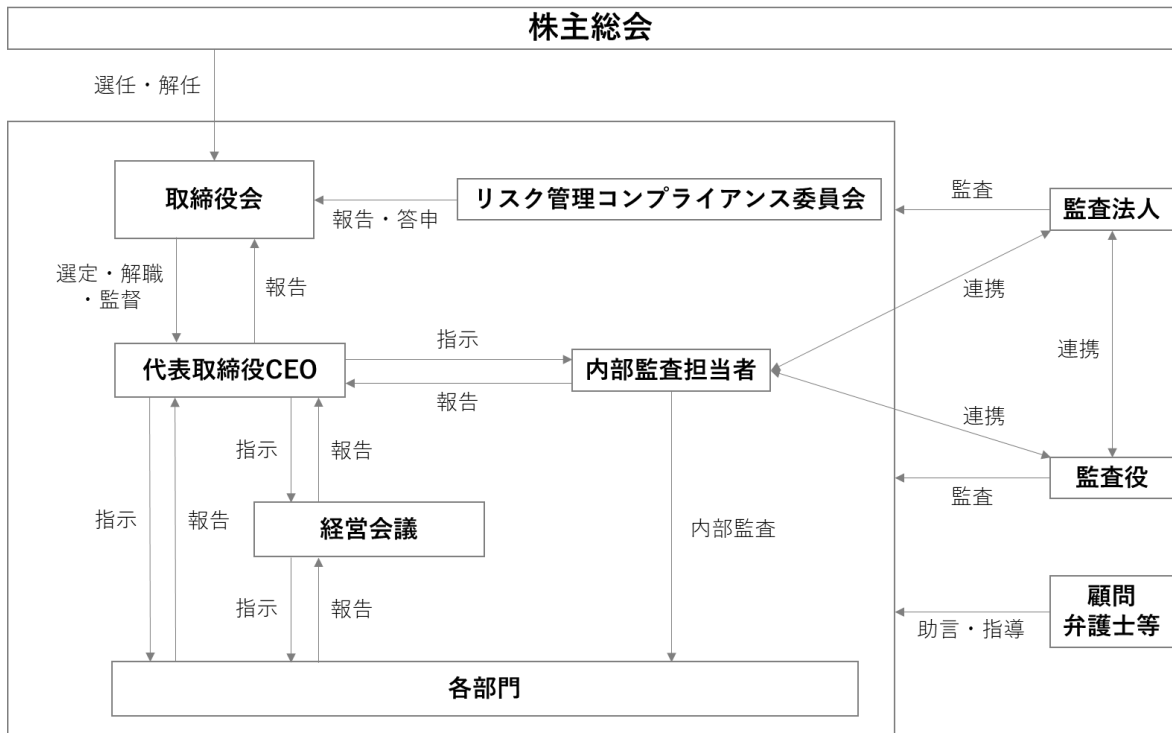 株主総会
選任・解任
取締役会
リスク管理コンプライアンス委員会
報告・答申
監査
監査法人
選定・解職
・監督
報告
連携
連携
代表取締役CEO
指示
報告
内部監査担当者
連携
指示
報告
監査
監査役
経営会議
指示
報告
内部監査
指示
報告
助言・指導
顧問
弁護士等
各部門